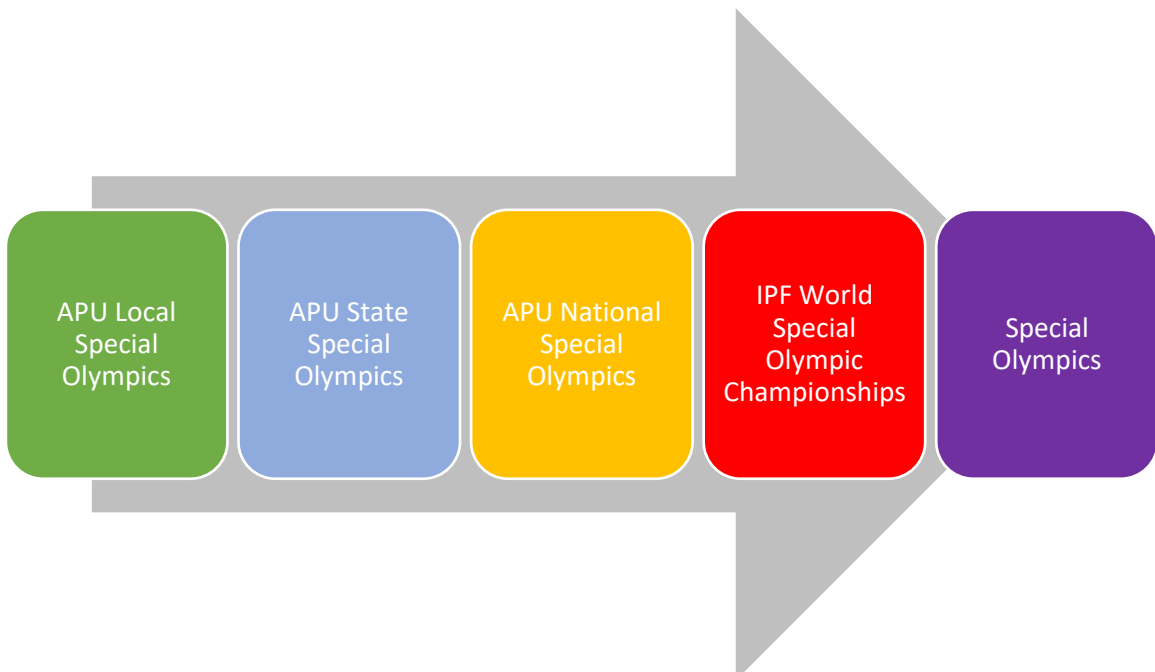 APU Local
Special
Olympics
APU State
Special
Olympics
APU National
Special
Olympics
IPF World
Special
Olympic
Championships
Special
Olympics